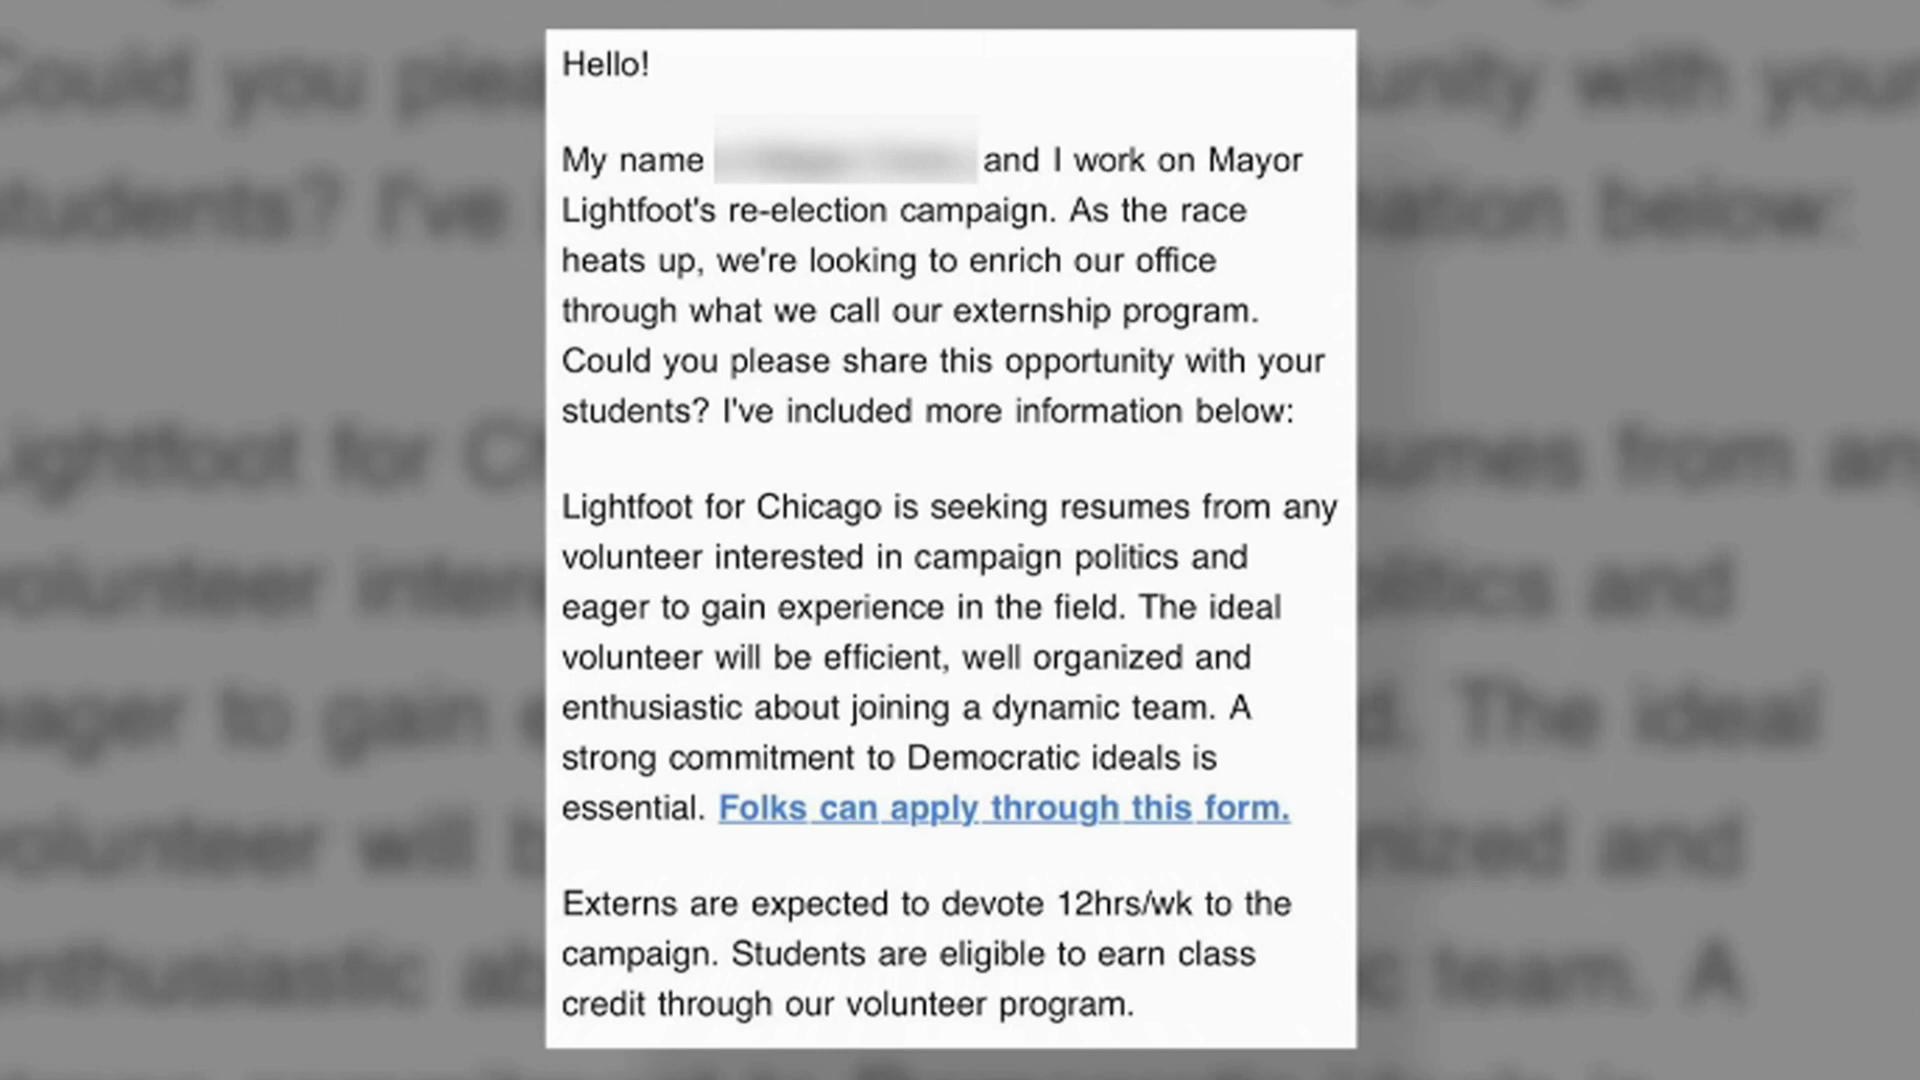 Hello!
My name and I work on Mayor
Lightfoot's re-election campaign. As the race
heats up, we're looking to enrich our office
through what we call our externship program.
Could you please share this opportunity with your
students? I've included more information below:
Lightfoot for Chicago is seeking resumes from any
volunteer interested in campaign politics and
eager to gain experience in the field. The ideal
volunteer will be efficient, well organized and
enthusiastic about joining a dynamic team. A
strong commitment to Democratic ideals is
essential. Folks can apply through this form.
Externs are expected to devote 12hrs/wk to the
campaign. Students are eligible to earn class
credit through our volunteer program.